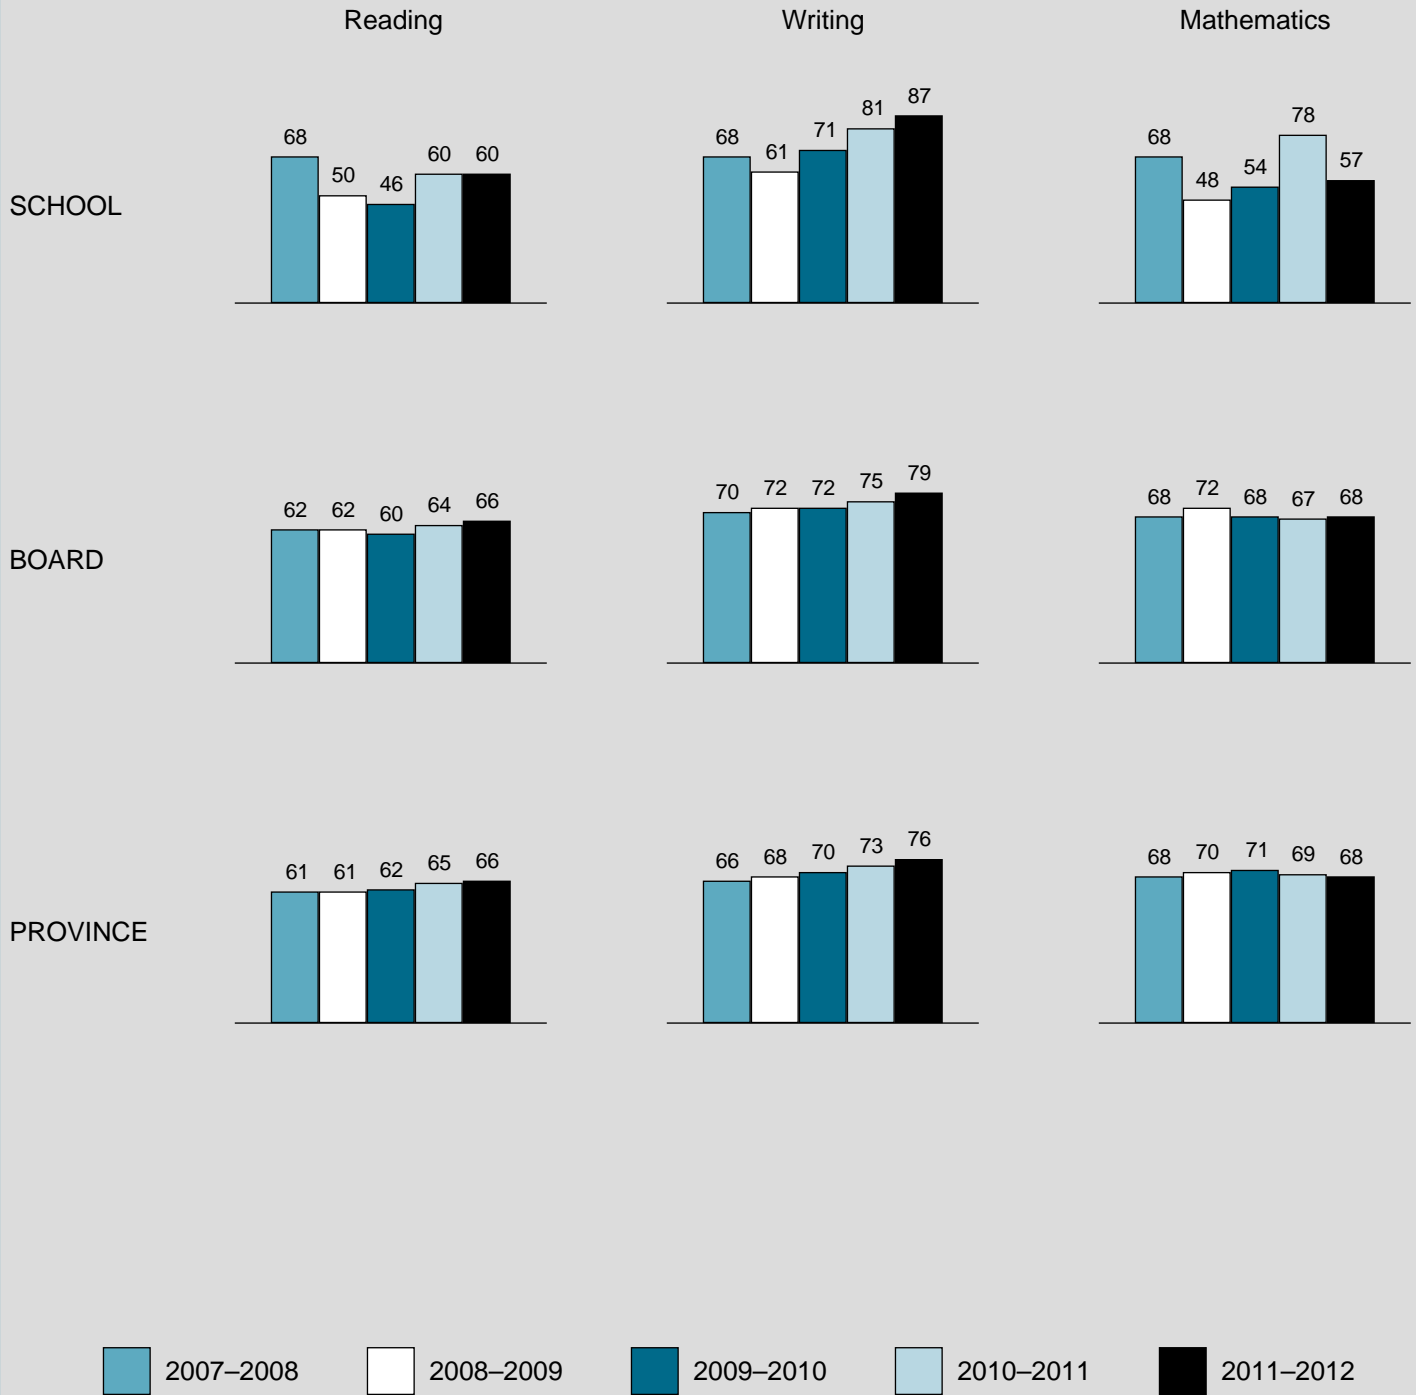 Reading Writing Mathematics
SCHOOL
68 50 46 60 60
68 61 71 81 87
68 48 54 78 57
BOARD
62 62 60 64 66
70 72 72 75 79
68 72 68 67 68
PROVINCE
61 61 62 65 66
66 68 70 73 76
68 70 71 69 68
2007–2008 2008–2009 2009–2010 2010–2011 2011–2012